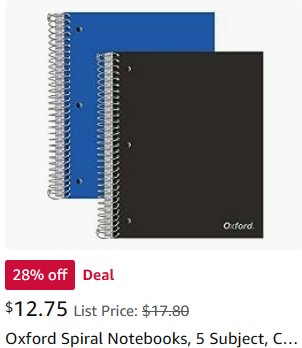 Oxford
28% off Deal
$12.75 List Price: $17.80
Oxford Spiral Notebooks, 5 Subject, C...